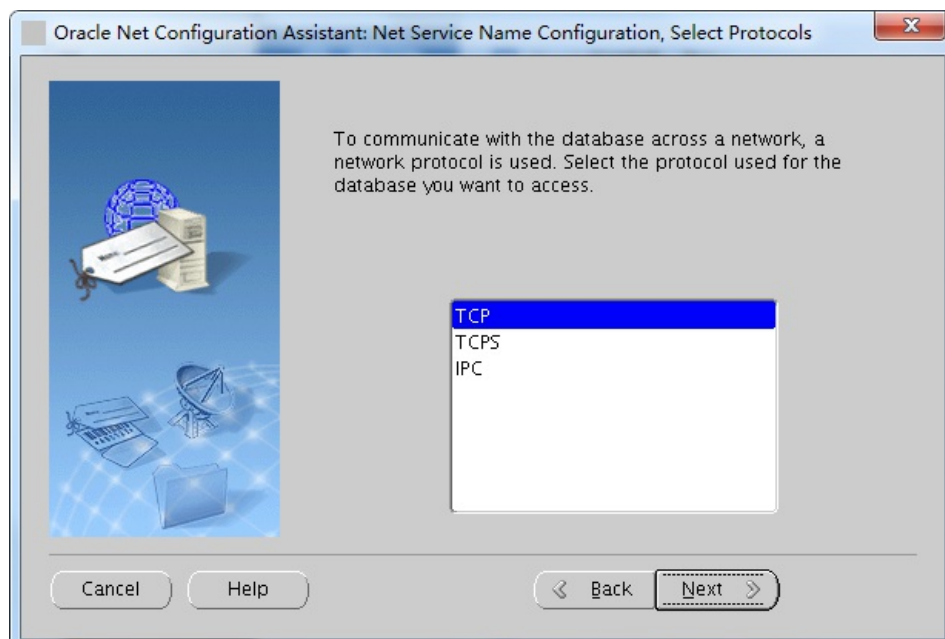 Oracle Net Configuration Assistant: Net Service Name Configuration, Select Protocols
To communicate with the database across a network, a
network protocol is used. Select the protocol used for the
database you want to access.
TCP
TCPS
IPC
Cancel
Help
Back
Next